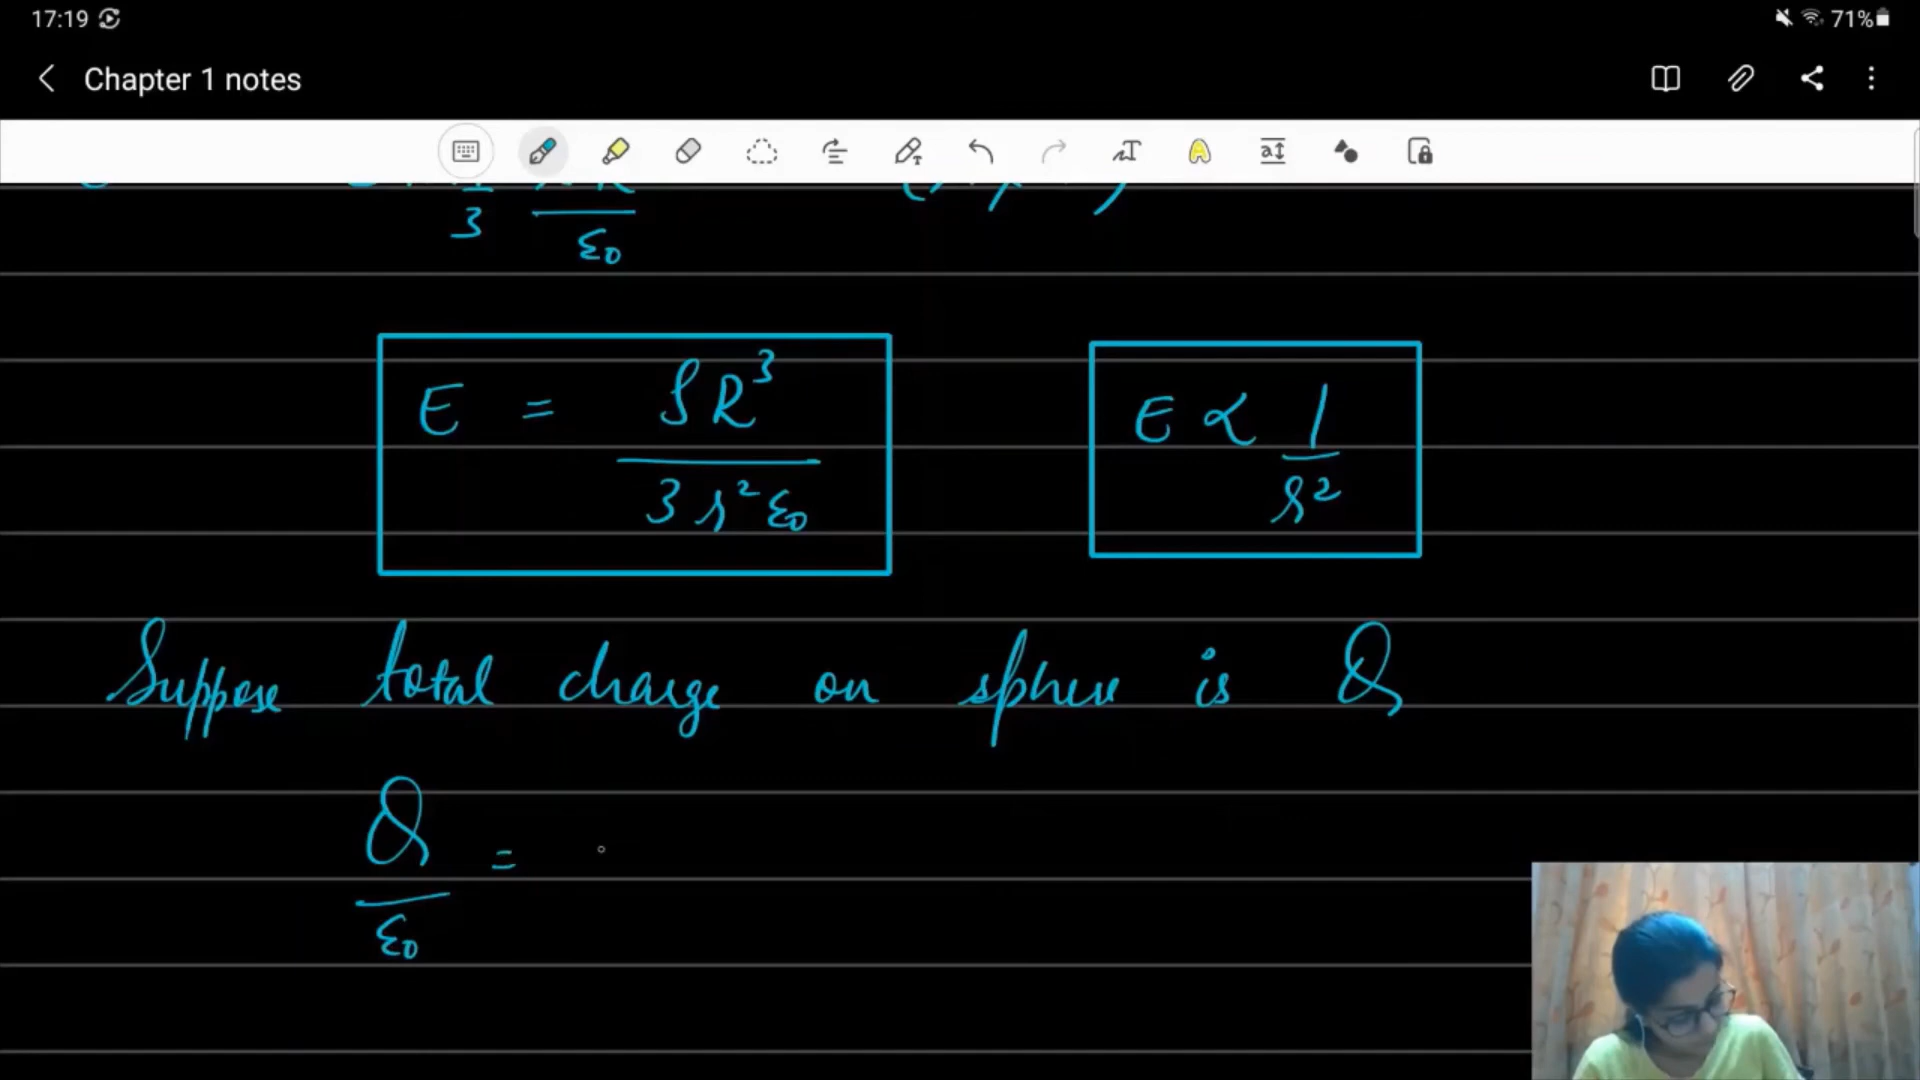 17:19 71%
Chapter 1 notes
3 ε₀
E = ρR³ / 3r²ε₀
E ∝ 1 / r²
Suppose total charge on sphere is Q
Q / ε₀ =